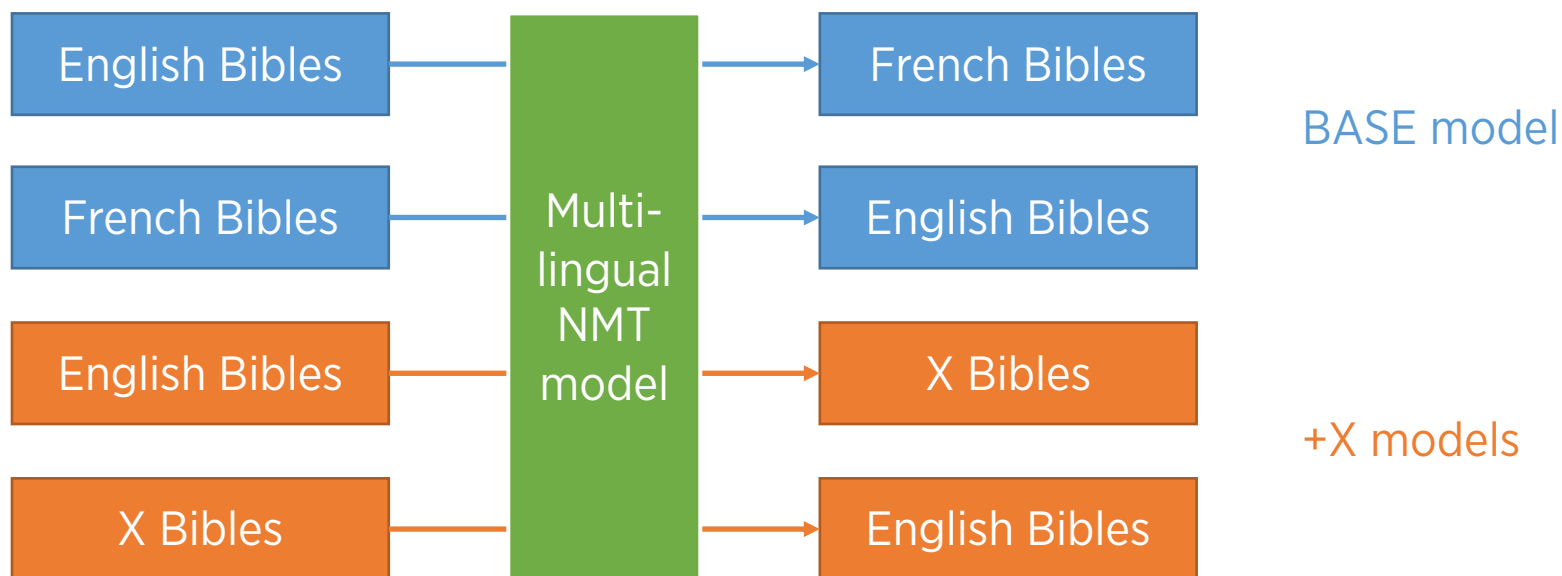 English Bibles
French Bibles
BASE model
French Bibles
English Bibles
Multi-
lingual
NMT
model
English Bibles
X Bibles
+X models
X Bibles
English Bibles